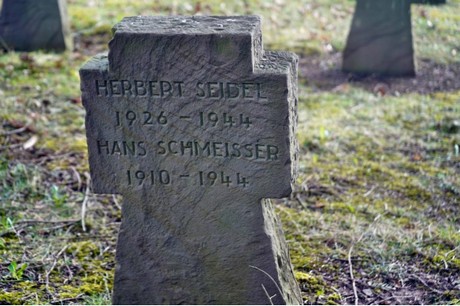 HERBERT SEIDEL
1926 - 1944
HANS SCHMEISSER
1910 - 1944